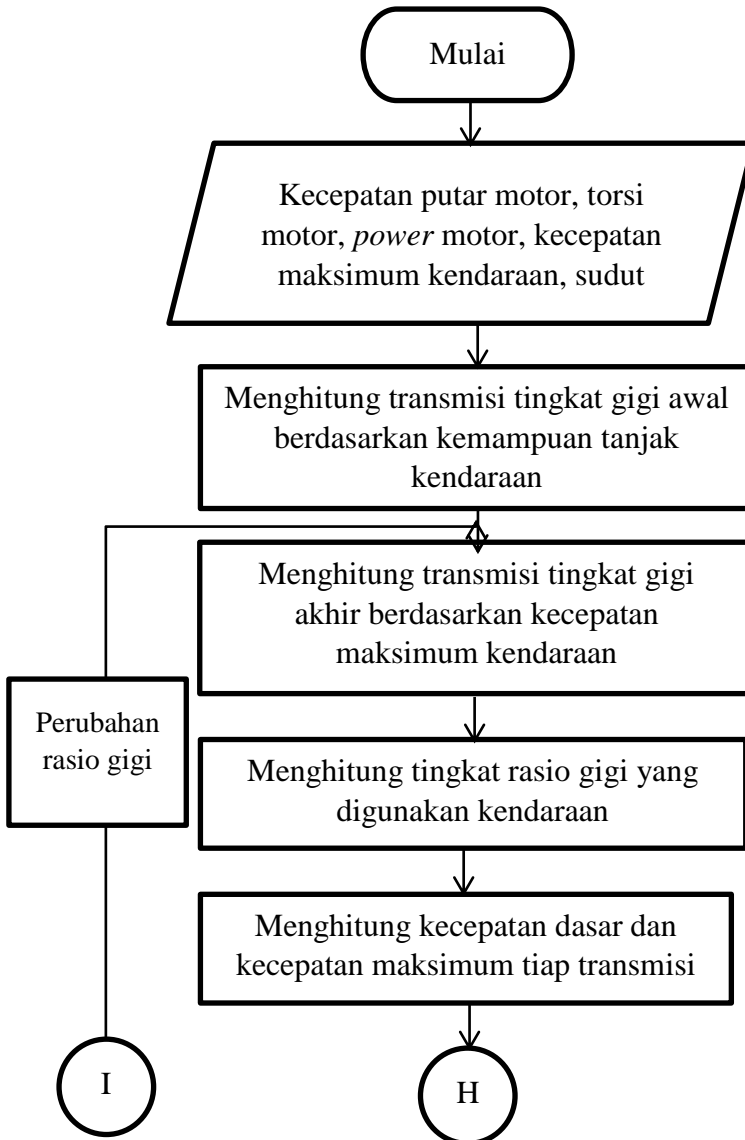 Mulai
Kecepatan putar motor, torsi
motor, power motor, kecepatan
maksimum kendaraan, sudut
Menghitung transmisi tingkat gigi awal
berdasarkan kemampuan tanjak
kendaraan
Menghitung transmisi tingkat gigi
akhir berdasarkan kecepatan
maksimum kendaraan
Perubahan
rasio gigi
Menghitung tingkat rasio gigi yang
digunakan kendaraan
Menghitung kecepatan dasar dan
kecepatan maksimum tiap transmisi
I
H